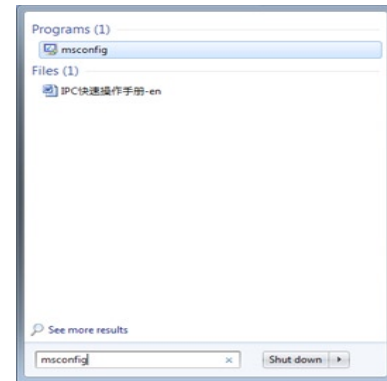 Programs (1)
msconfig
Files (1)
IPC快速操作手册-en
See more results
msconfig
Shut down